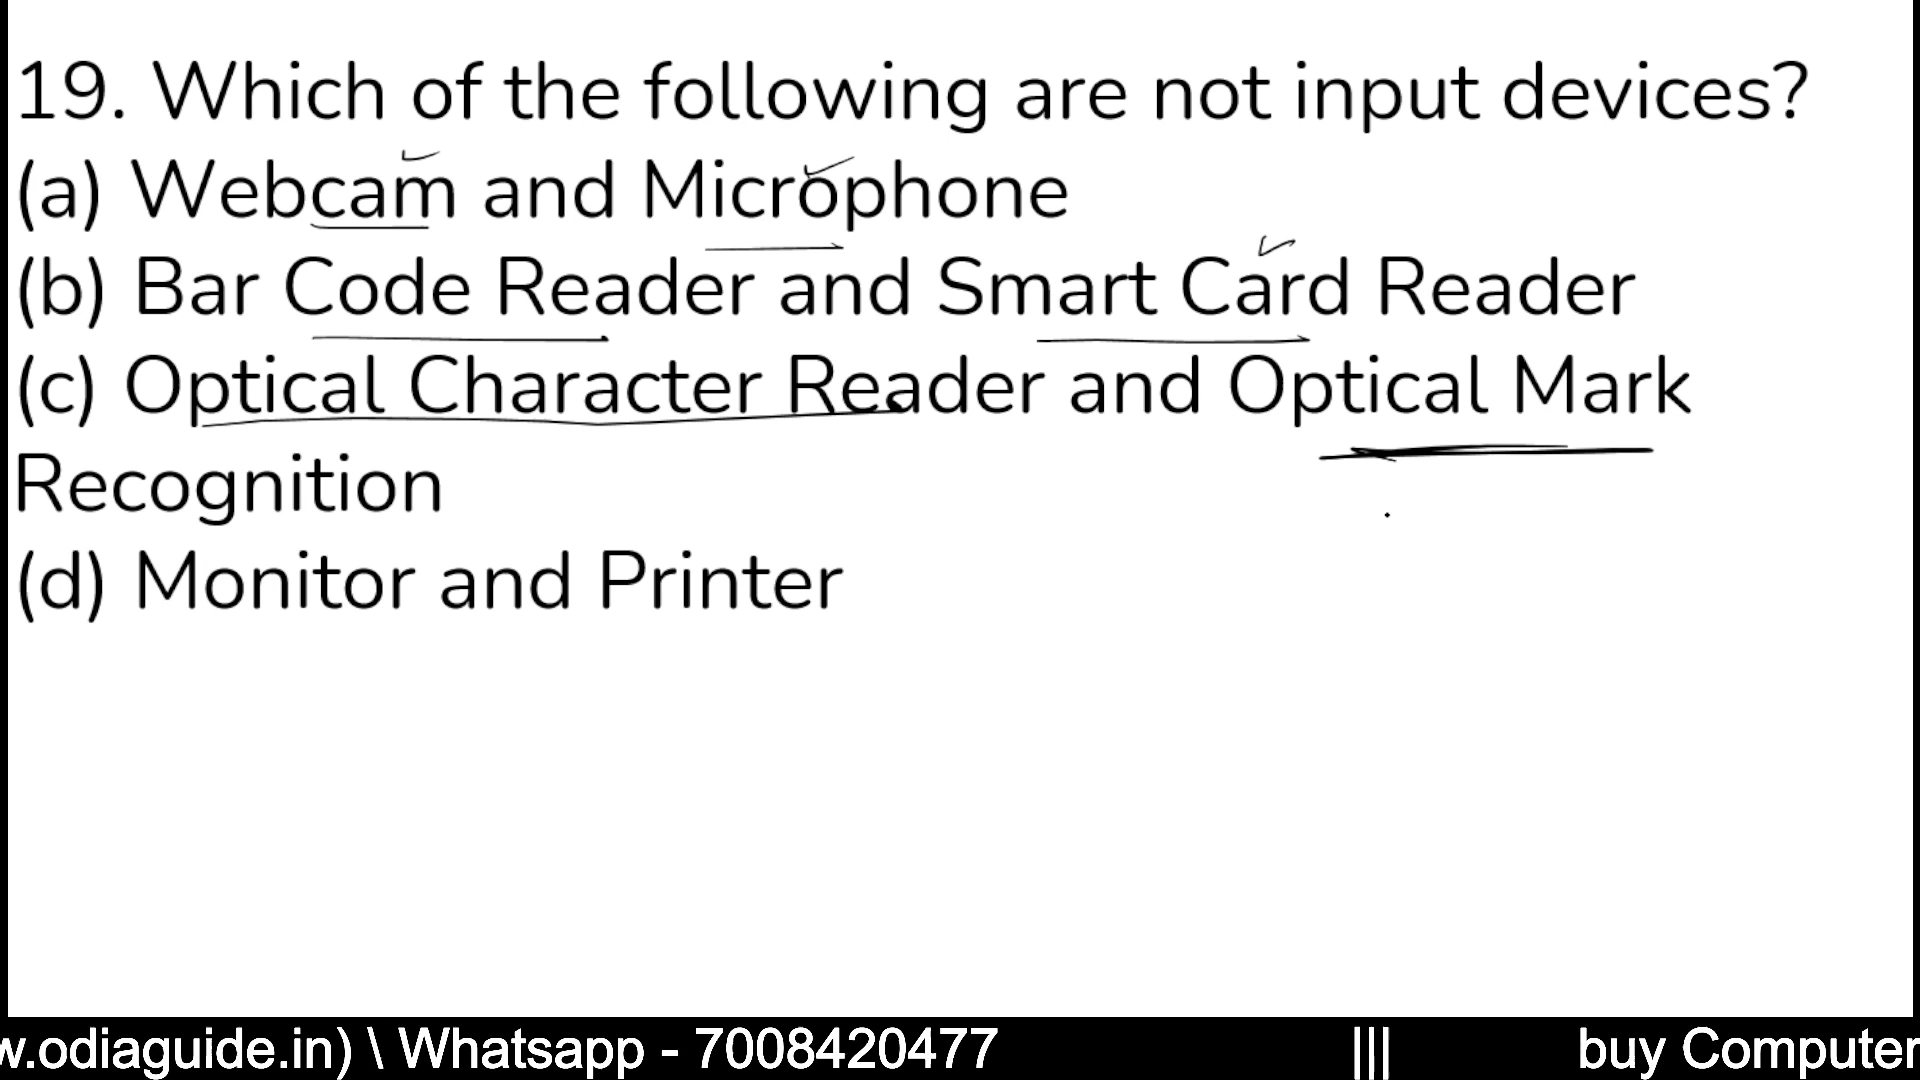 19. Which of the following are not input devices?
(a) Webcam and Microphone
(b) Bar Code Reader and Smart Card Reader
(c) Optical Character Reader and Optical Mark
Recognition
(d) Monitor and Printer
w.odiaguide.in) \ Whatsapp - 7008420477 ||| buy Computer